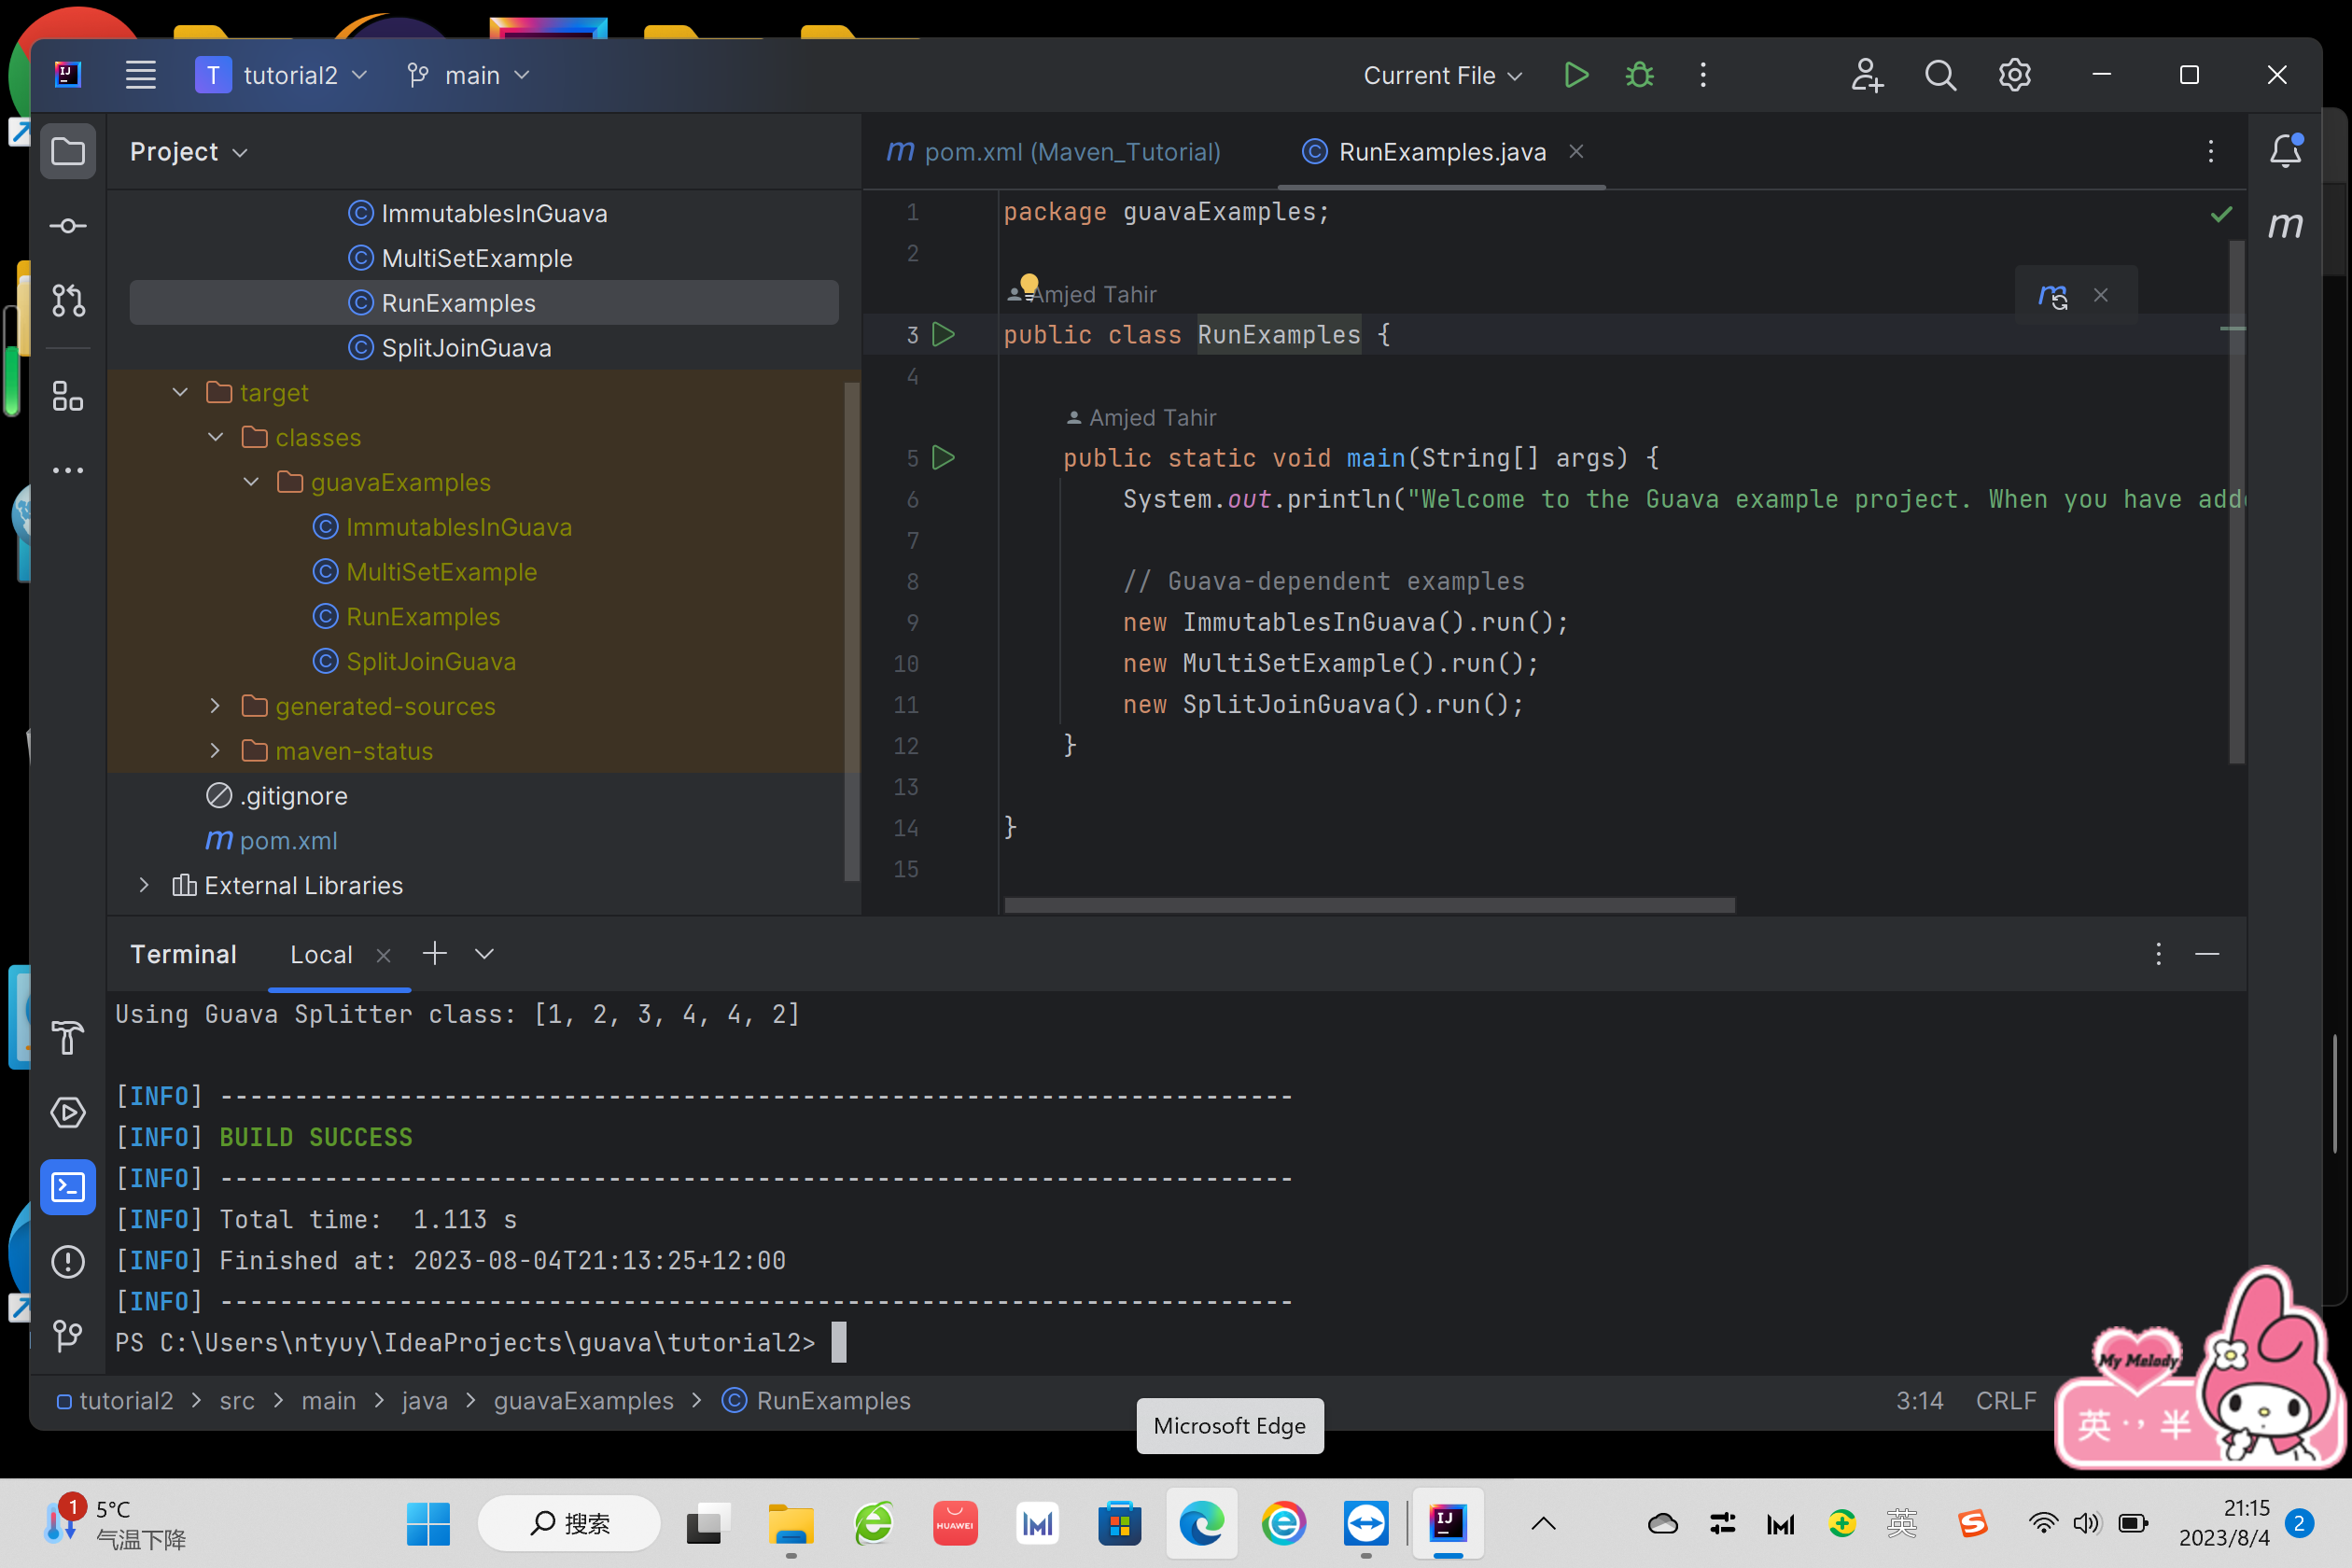 T tutorial2 main Current File
Project
pom.xml (Maven_Tutorial) RunExamples.java
ImmutablesInGuava
MultiSetExample
RunExamples
SplitJoinGuava
target
classes
guavaExamples
ImmutablesInGuava
MultiSetExample
RunExamples
SplitJoinGuava
generated-sources
maven-status
.gitignore
pom.xml
External Libraries
1 package guavaExamples;
2
Amjed Tahir
3 public class RunExamples {
4
Amjed Tahir
5 public static void main(String[] args) {
6 System.out.println("Welcome to the Guava example project. When you have add
7
8 // Guava-dependent examples
9 new ImmutablesInGuava().run();
10 new MultiSetExample().run();
11 new SplitJoinGuava().run();
12 }
13
14 }
15
Terminal Local
Using Guava Splitter class: [1, 2, 3, 4, 4, 2]
[INFO] ------------------------------------------------------------------------
[INFO] BUILD SUCCESS
[INFO] ------------------------------------------------------------------------
[INFO] Total time:  1.113 s
[INFO] Finished at: 2023-08-04T21:13:25+12:00
[INFO] ------------------------------------------------------------------------
PS C:\Users\ntyuy\IdeaProjects\guava\tutorial2>
tutorial2 > src > main > java > guavaExamples > RunExamples 3:14 CRLF
My Melody
英 半
Microsoft Edge
1 5°C
气温下降
搜索
HUAWEI
英
21:15
2023/8/4
2